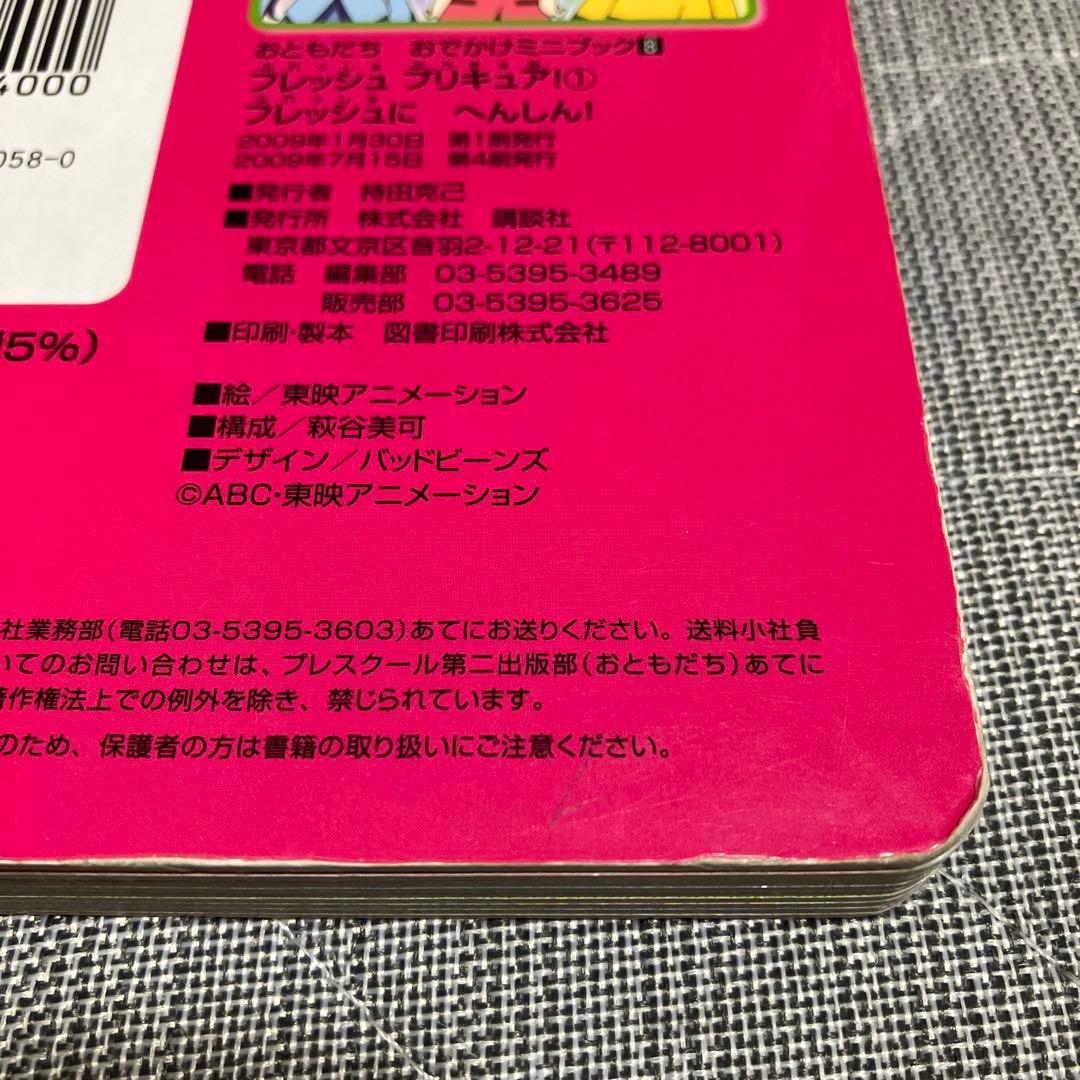 4000
058-0
5%)
おともだち おでかけミニブック
フレッシュ プリキュア!①
フレッシュに へんしん!
2009年1月30日 第1刷発行
2009年7月15日 第4刷発行
■発行者 持田克己
■発行所 株式会社 講談社
東京都文京区音羽2-12-21(〒112-8001)
電話 編集部 03-5395-3489
販売部 03-5395-3625
■印刷・製本 図書印刷株式会社
■絵/東映アニメーション
■構成/萩谷美可
■デザイン/バッドビーンズ
©ABC・東映アニメーション
社業務部(電話03-5395-3603)あてにお送りください。送料小社負
いてのお問い合わせは、プレスクール第二出版部(おともだち)あてに
著作権法上での例外を除き、禁じられています。
のため、保護者の方は書籍の取り扱いにご注意ください。